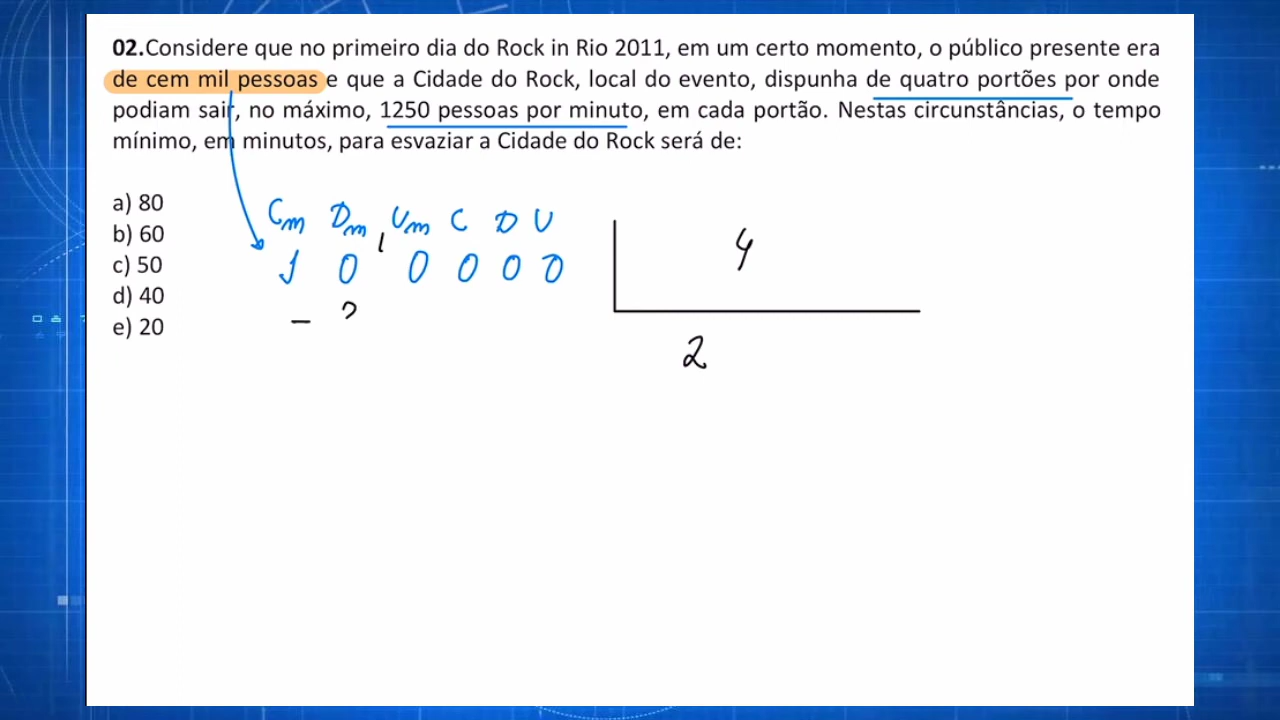 02.Considere que no primeiro dia do Rock in Rio 2011, em um certo momento, o público presente era
de cem mil pessoas e que a Cidade do Rock, local do evento, dispunha de quatro portões por onde
podiam sair, no máximo, 1250 pessoas por minuto, em cada portão. Nestas circunstâncias, o tempo
mínimo, em minutos, para esvaziar a Cidade do Rock será de:
a) 80
b) 60
c) 50
d) 40
e) 20
Cm Dm Um C D U
1 0 0 0 0 0
4
2